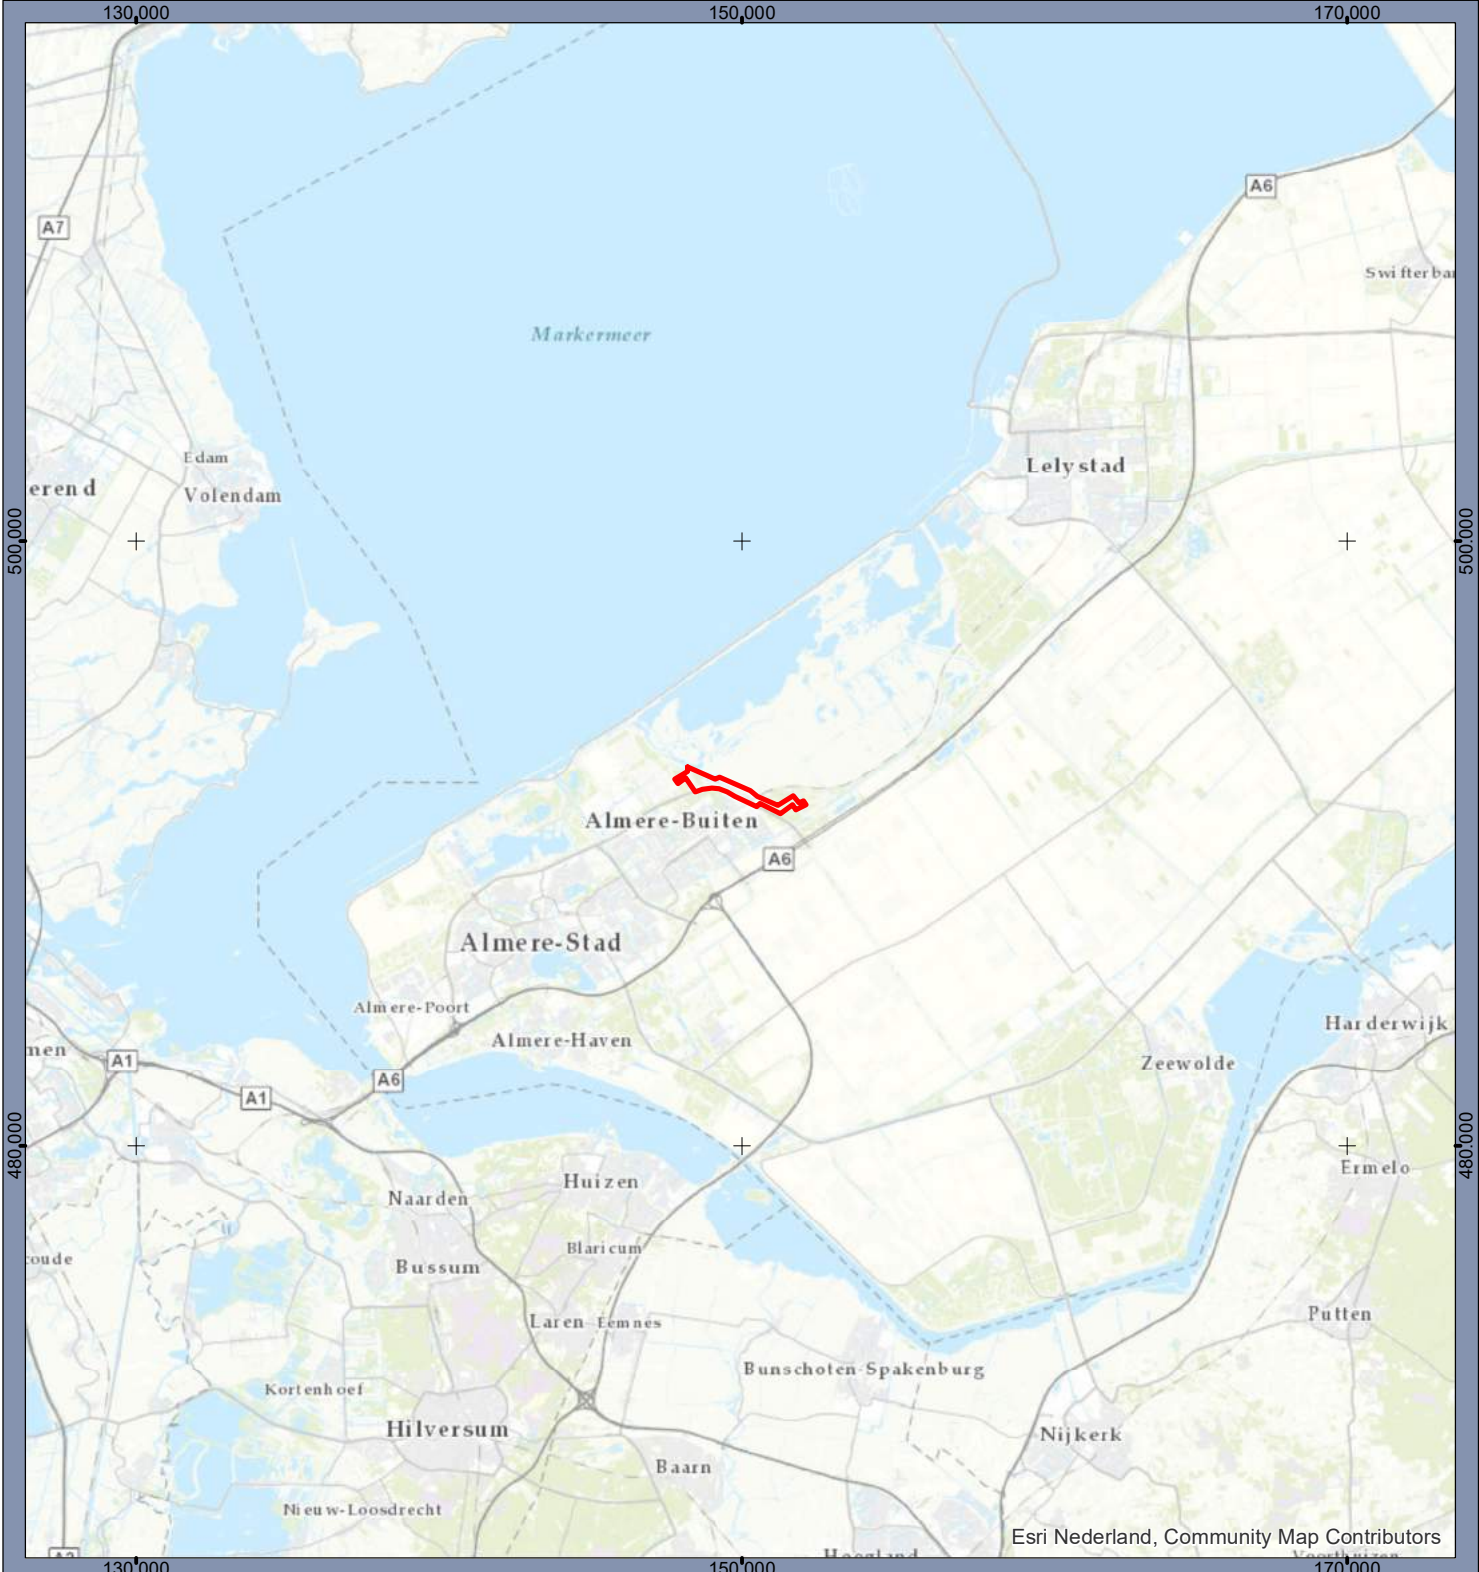 130,000 150,000 170,000
A6
A7
Swifterban
Markermeer
Edam
Lelystad
erend
Volendam
500,000 500,000
Almere-Buiten
A6
Almere-Stad
Almere-Poort
Harderwijk
Almere-Haven
men
A1
Zeewolde
A6
A1
480,000 480,000
Ermelo
Huizen
Naarden
Blaricum
oude
Bussum
Putten
Laren Eemnes
Bunschoten-Spakenburg
Kortenhoef
Hilversum
Nijkerk
Baarn
Nieuw-Loosdrecht
Esri Nederland, Community Map Contributors
Hoogland
Voorthuizen
130,000 150,000 170,000